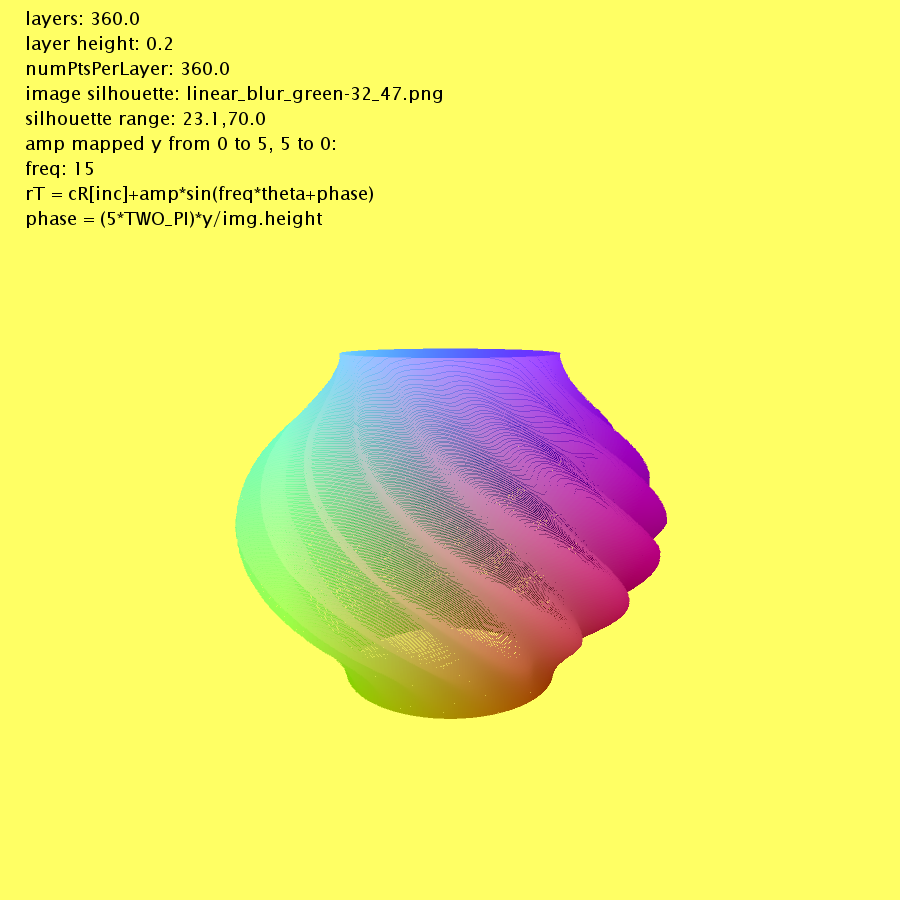 layers: 360.0
layer height: 0.2
numPtsPerLayer: 360.0
image silhouette: linear_blur_green-32_47.png
silhouette range: 23.1,70.0
amp mapped y from 0 to 5, 5 to 0:
freq: 15
rT = cR[inc]+amp*sin(freq*theta+phase)
phase = (5*TWO_PI)*y/img.height